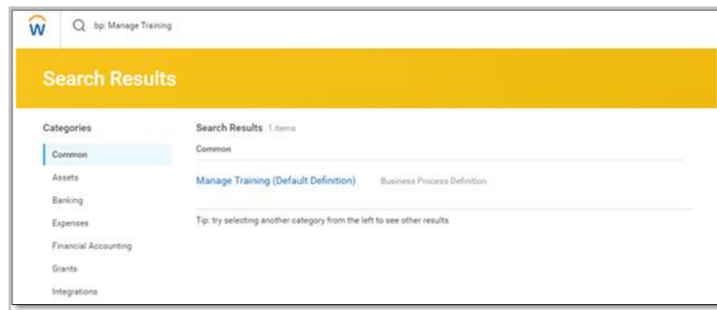 W
bp: Manage Training
Search Results
Categories
Common
Assets
Banking
Expenses
Financial Accounting
Grants
Integrations
Search Results 1 items
Common
Manage Training (Default Definition) Business Process Definition
Tip: try selecting another category from the left to see other results